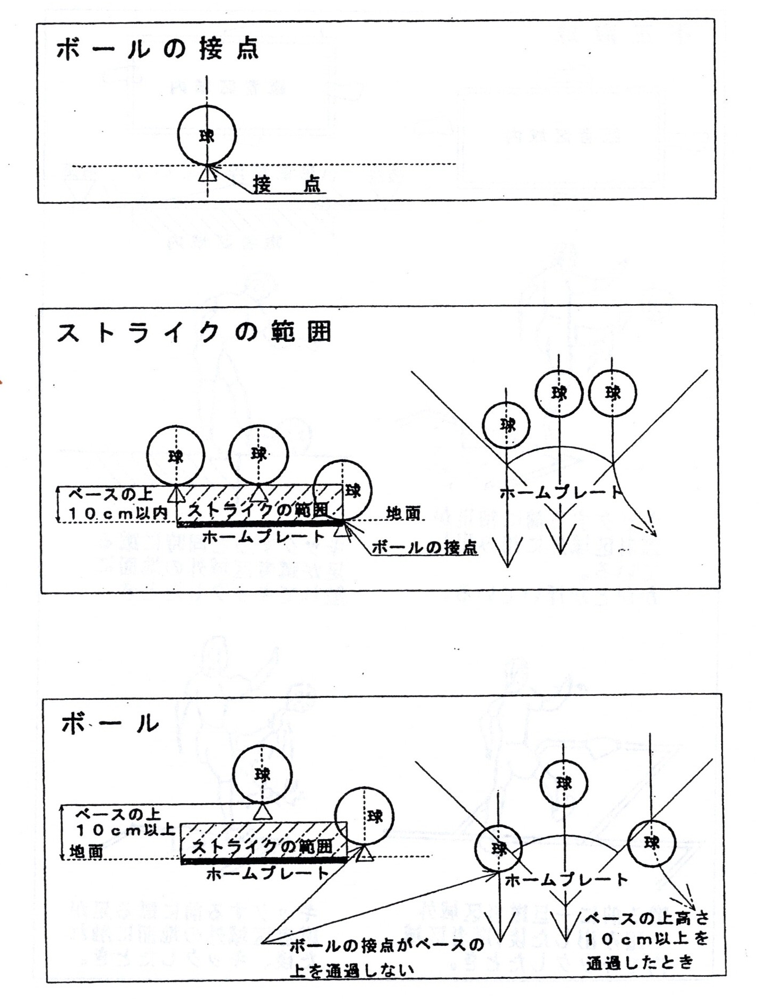 ボールの接点
球
接　点
ストライクの範囲
球
球
球
球
球
球
ベースの上
10cm以内
ストライクの範囲
地面
ホームプレート
ボールの接点
ホームプレート
ボール
球
球
球
球
球
ベースの上
10cm以上
地面
ストライクの範囲
ホームプレート
ホームプレート
ボールの接点がベースの
上を通過しない
ベースの上高さ
10cm以上を
通過したとき